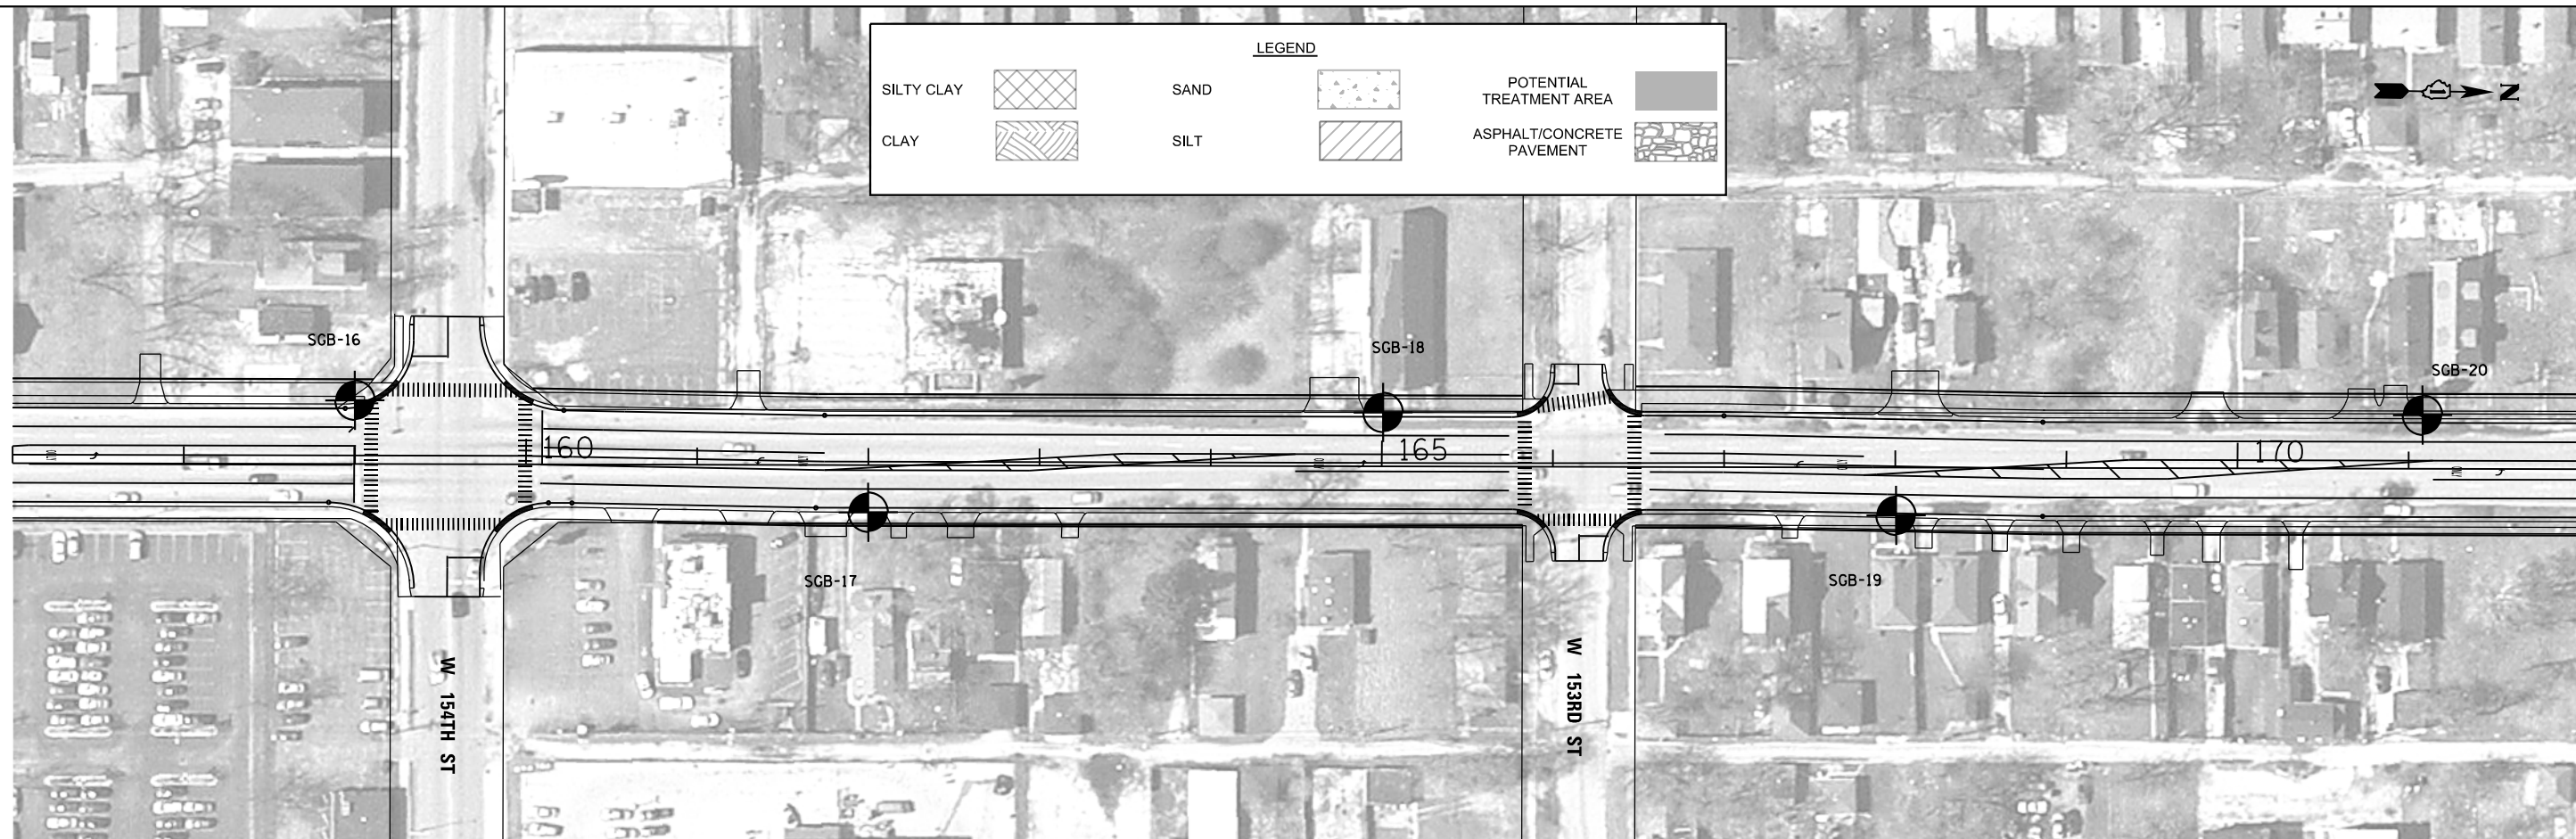 LEGEND
SILTY CLAY
SAND
POTENTIAL
TREATMENT AREA
CLAY
SILT
ASPHALT/CONCRETE
PAVEMENT
N
SGB-16
SGB-18
SGB-20
160
165
170
ONLY
SGB-17
SGB-19
W 154TH ST
W 153RD ST